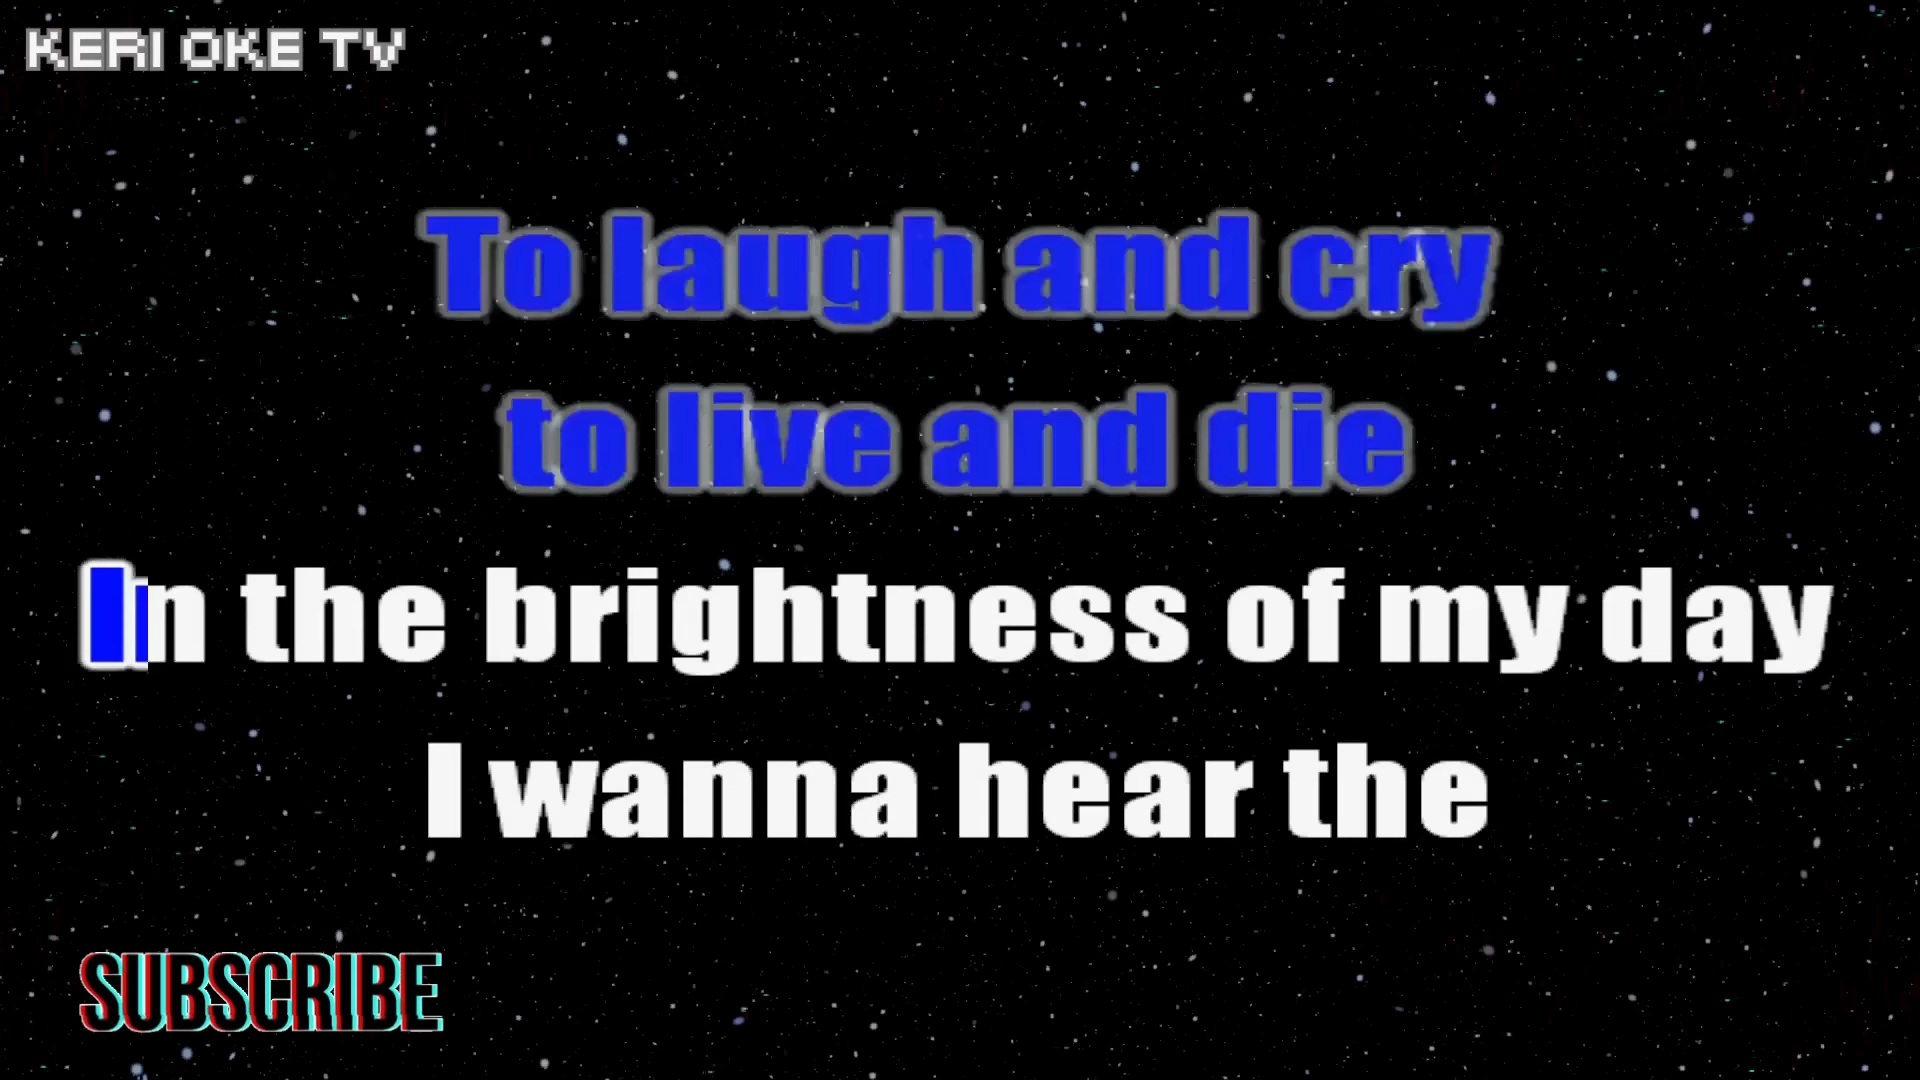 KERI OKE TV
To laugh and cry
to live and die
In the brightness of my day
I wanna hear the
SUBSCRIBE